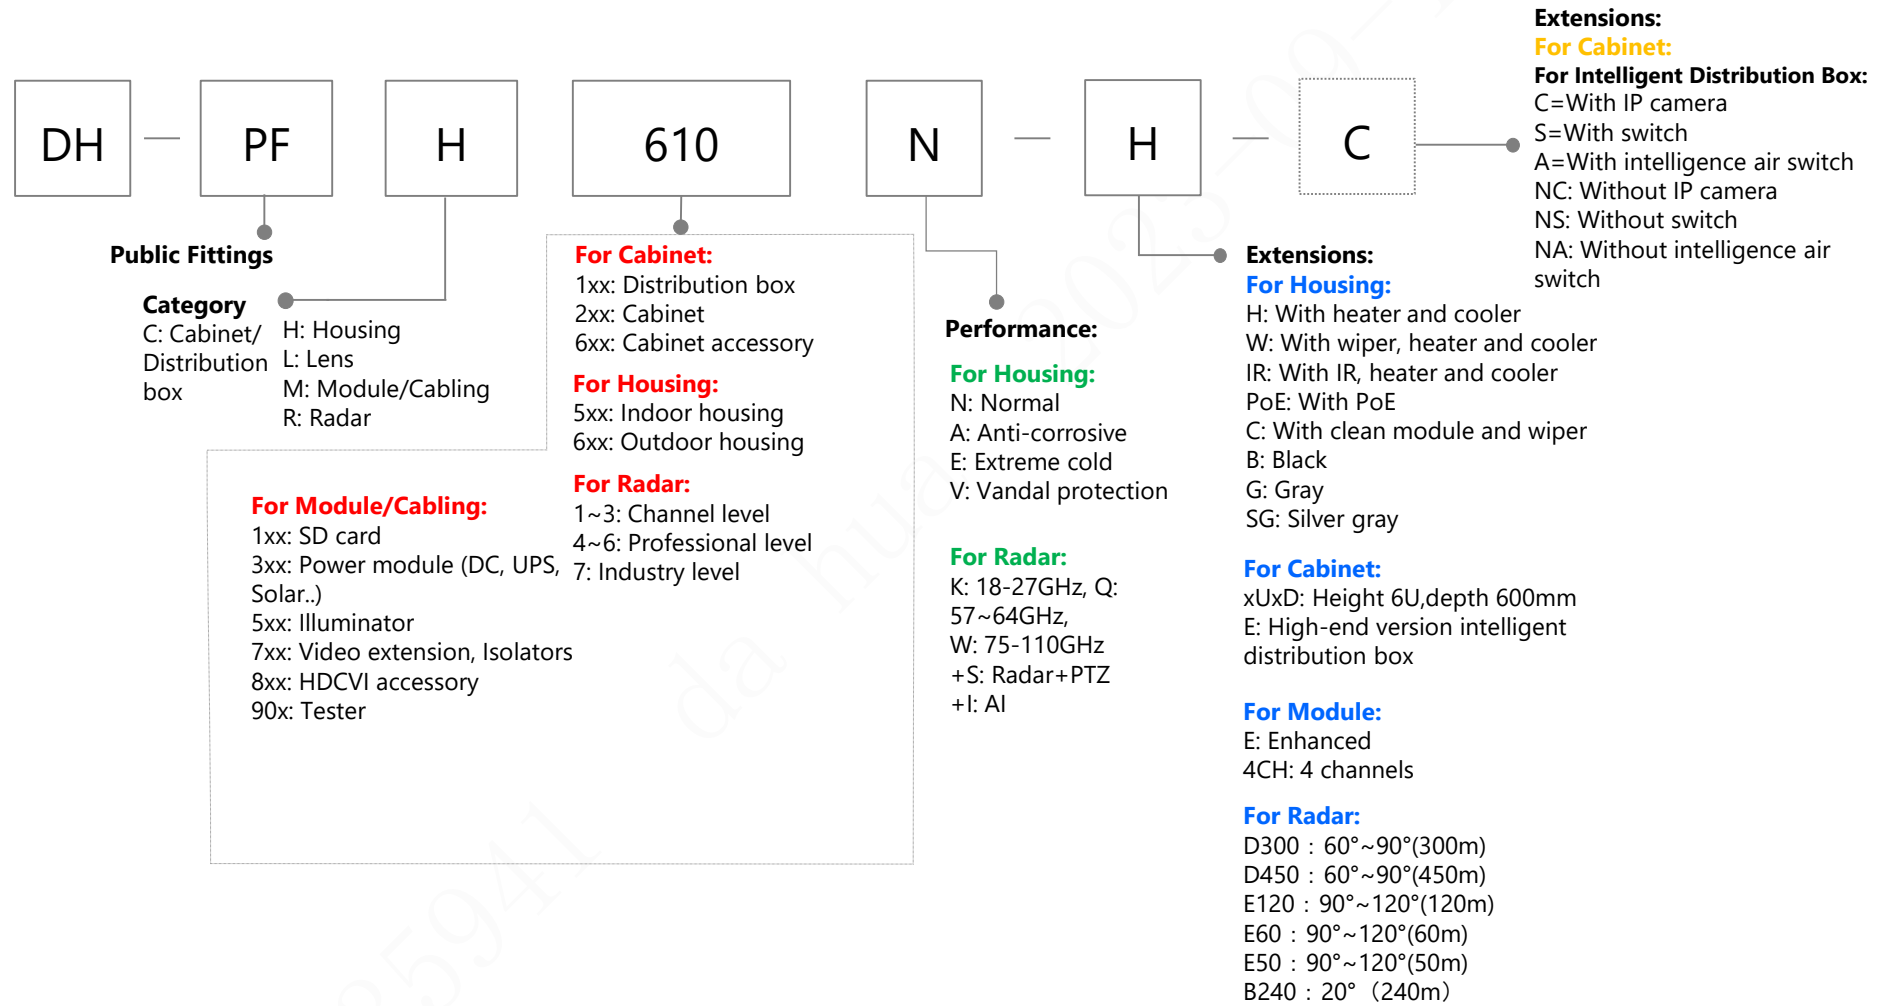 DH — PF H 610 N — H — C
Extensions:
For Cabinet:
For Intelligent Distribution Box:
C=With IP camera
S=With switch
A=With intelligence air switch
NC: Without IP camera
NS: Without switch
NA: Without intelligence air
switch
Public Fittings
Category
C: Cabinet/
Distribution
box
H: Housing
L: Lens
M: Module/Cabling
R: Radar
For Cabinet:
1xx: Distribution box
2xx: Cabinet
6xx: Cabinet accessory
For Housing:
5xx: Indoor housing
6xx: Outdoor housing
For Radar:
1~3: Channel level
4~6: Professional level
7: Industry level
For Module/Cabling:
1xx: SD card
3xx: Power module (DC, UPS,
Solar..)
5xx: Illuminator
7xx: Video extension, Isolators
8xx: HDCVI accessory
90x: Tester
Performance:
For Housing:
N: Normal
A: Anti-corrosive
E: Extreme cold
V: Vandal protection
For Radar:
K: 18-27GHz, Q:
57~64GHz,
W: 75-110GHz
+S: Radar+PTZ
+I: AI
Extensions:
For Housing:
H: With heater and cooler
W: With wiper, heater and cooler
IR: With IR, heater and cooler
PoE: With PoE
C: With clean module and wiper
B: Black
G: Gray
SG: Silver gray
For Cabinet:
xUxD: Height 6U,depth 600mm
E: High-end version intelligent
distribution box
For Module:
E: Enhanced
4CH: 4 channels
For Radar:
D300：60°~90°(300m)
D450：60°~90°(450m)
E120：90°~120°(120m)
E60：90°~120°(60m)
E50：90°~120°(50m)
B240：20°（240m）